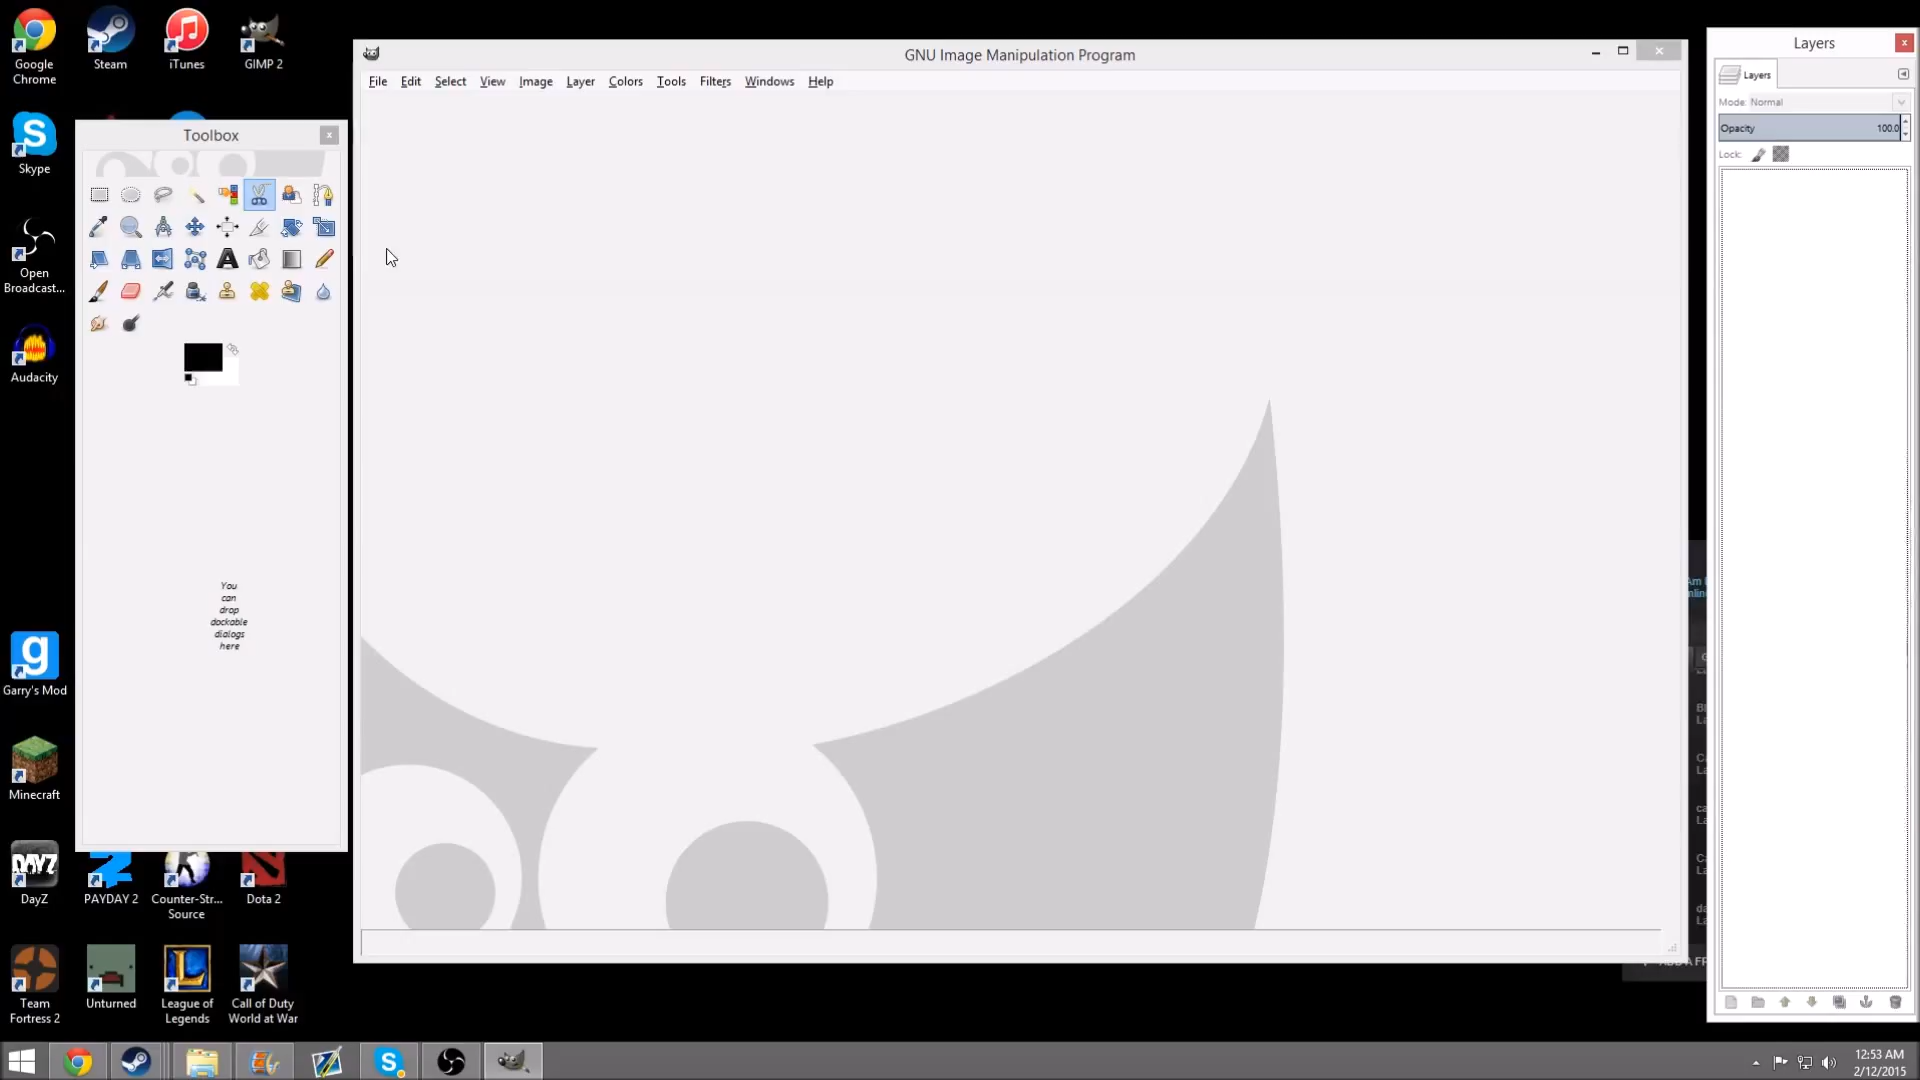 Google
Chrome
Steam
iTunes
GIMP 2
Skype
Open
Broadcast...
Audacity
Garry's Mod
Minecraft
DayZ
PAYDAY 2
Counter-Str...
Source
Dota 2
Team
Fortress 2
Unturned
League of
Legends
Call of Duty
World at War
Toolbox
You
can
drop
dockable
dialogs
here
GNU Image Manipulation Program
File Edit Select View Image Layer Colors Tools Filters Windows Help
Layers
Layers
Mode: Normal
Opacity 100.0
Lock:
12:53 AM
2/12/2015